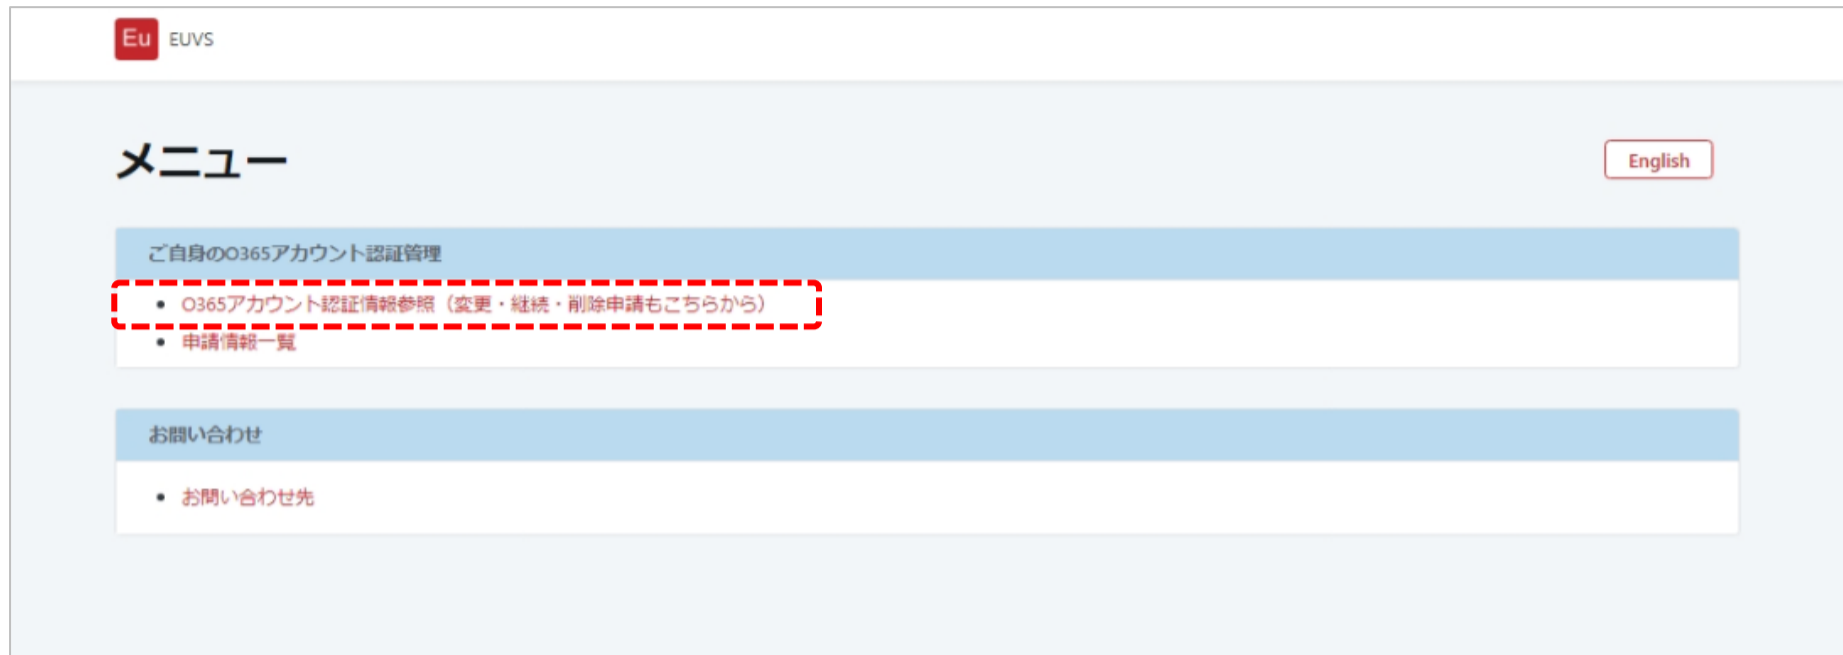 Eu EUVS
メニュー
English
ご自身のO365アカウント認証管理
• O365アカウント認証情報参照（変更・継続・削除申請もこちらから）
• 申請情報一覧
お問い合わせ
• お問い合わせ先